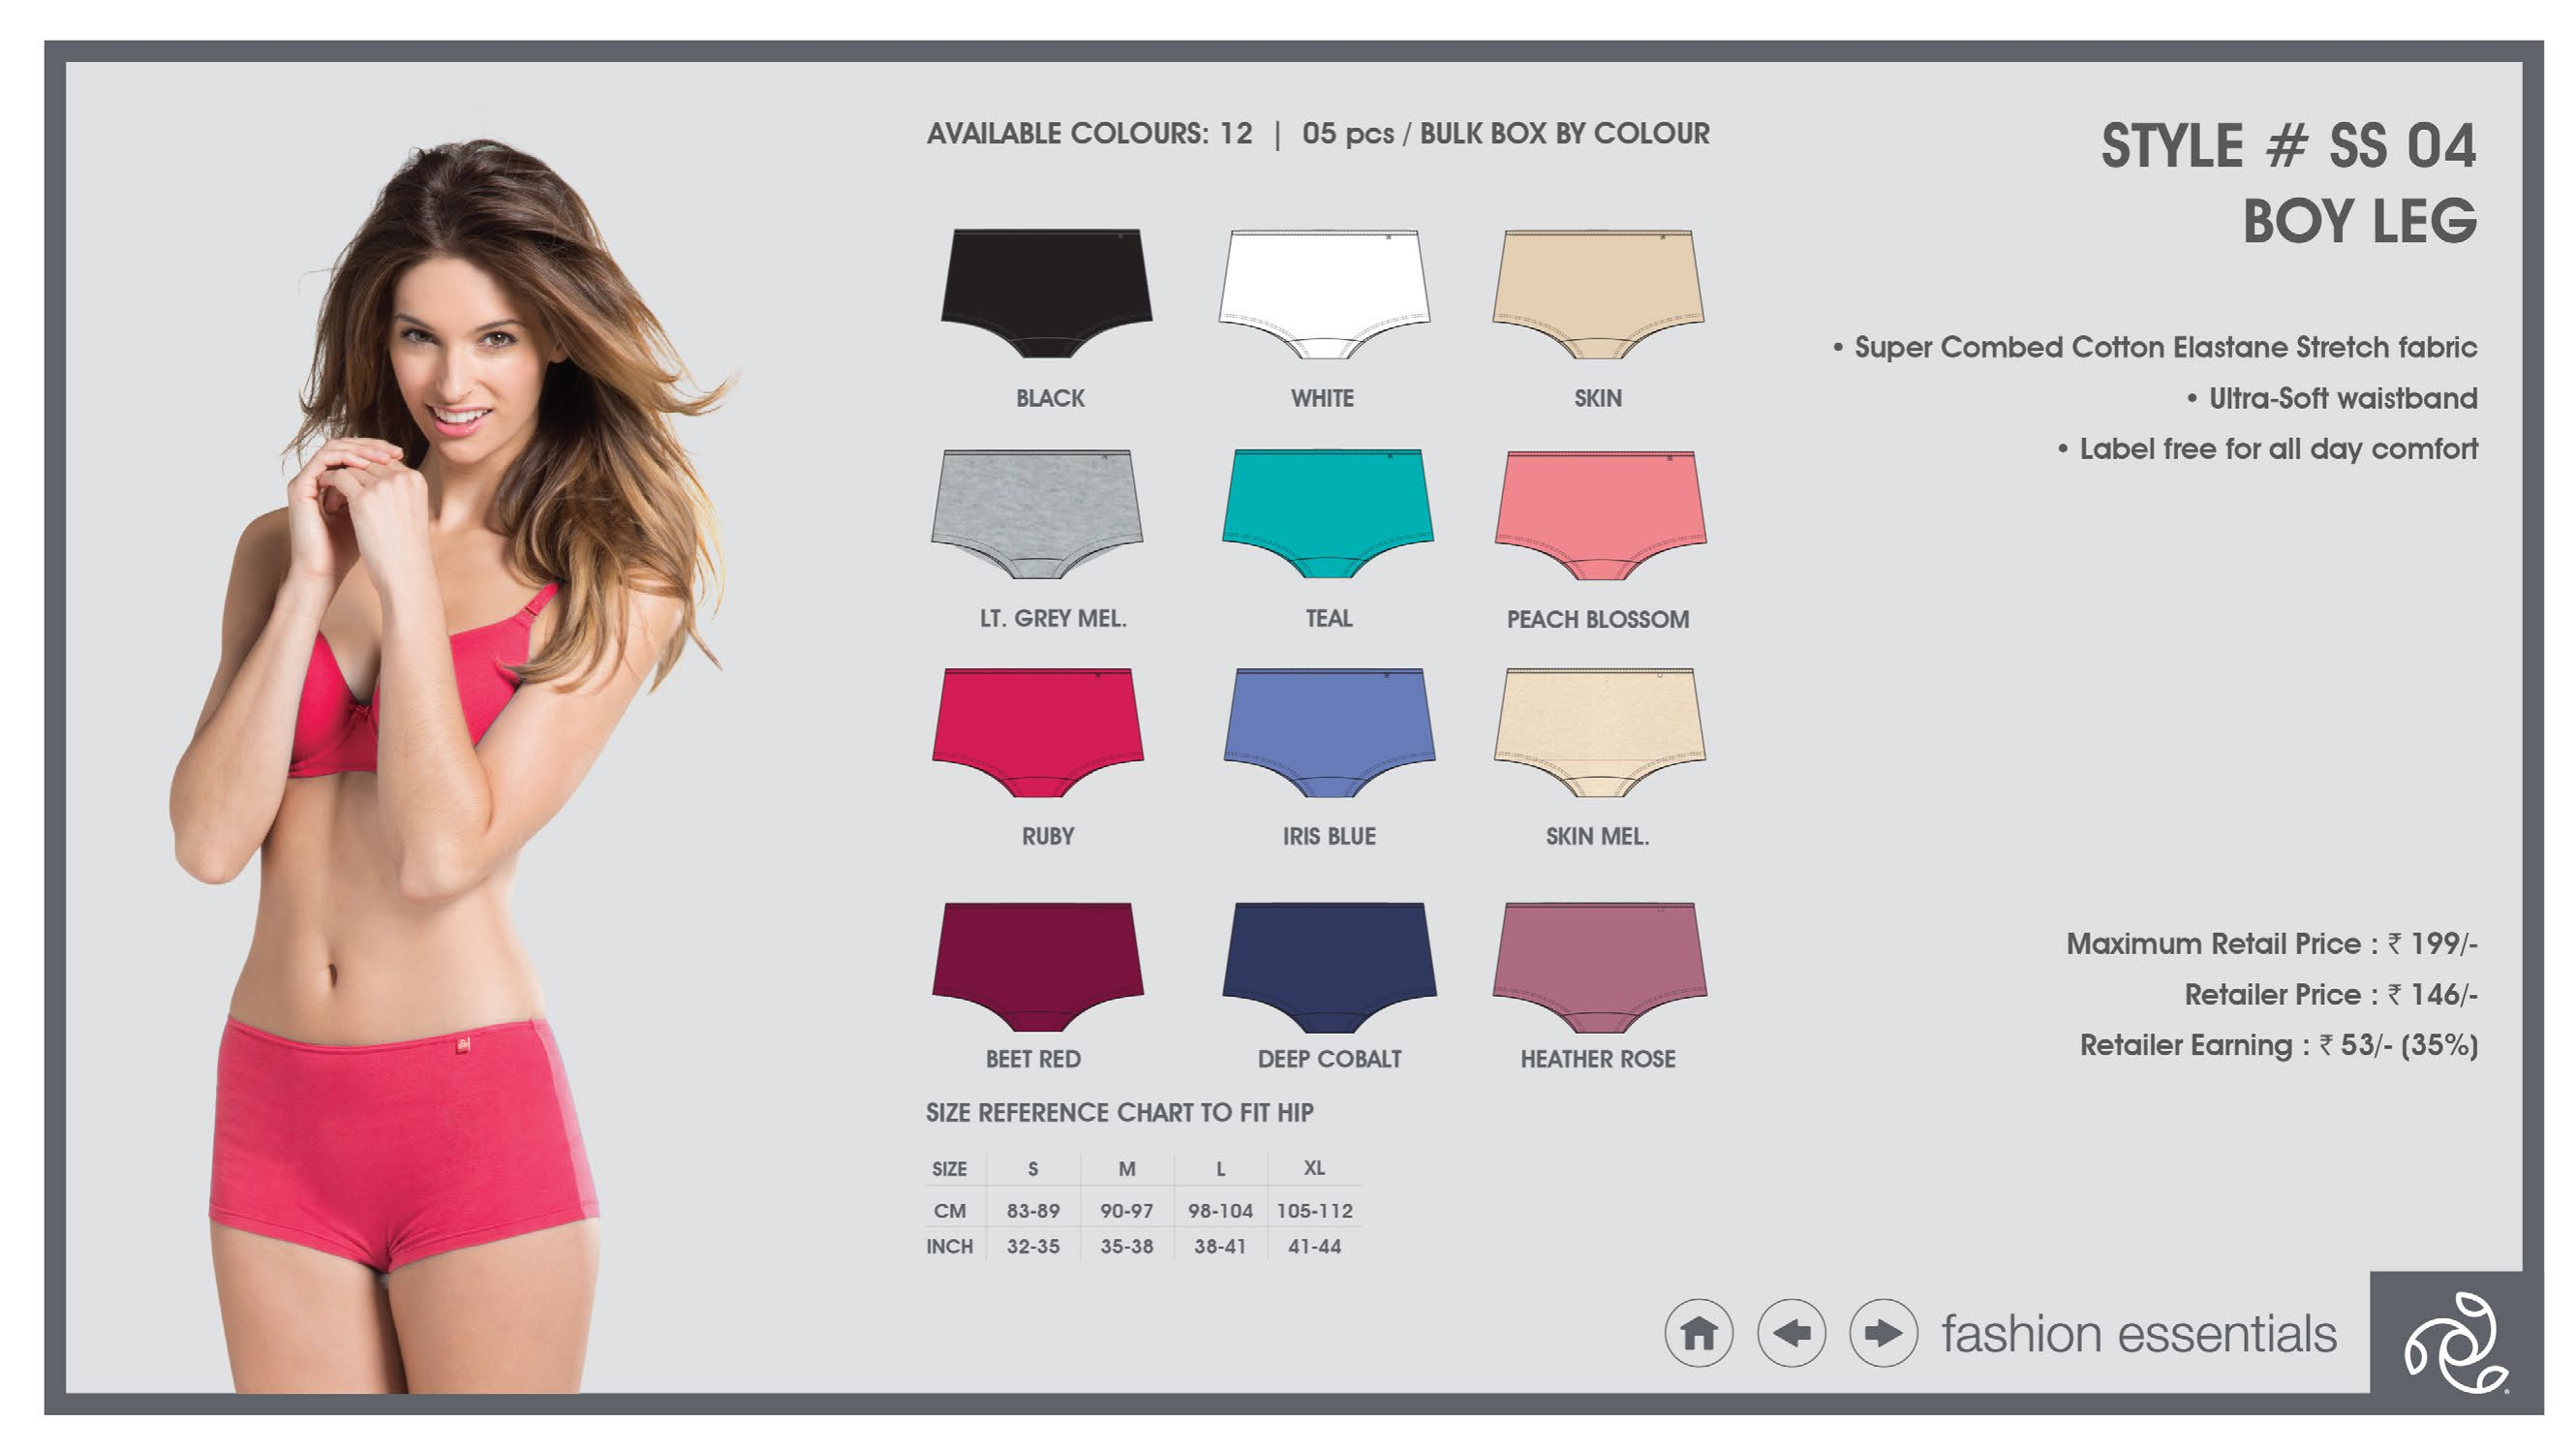 AVAILABLE COLOURS: 12 | 05 pcs / BULK BOX BY COLOUR
STYLE # SS 04
BOY LEG
• Super Combed Cotton Elastane Stretch fabric
• Ultra-Soft waistband
• Label free for all day comfort
BLACK WHITE SKIN
LT. GREY MEL. TEAL PEACH BLOSSOM
RUBY IRIS BLUE SKIN MEL.
BEET RED DEEP COBALT HEATHER ROSE
Maximum Retail Price : ₹ 199/-
Retailer Price : ₹ 146/-
Retailer Earning : ₹ 53/- (35%)
SIZE REFERENCE CHART TO FIT HIP
SIZE S M L XL
CM 83-89 90-97 98-104 105-112
INCH 32-35 35-38 38-41 41-44
fashion essentials